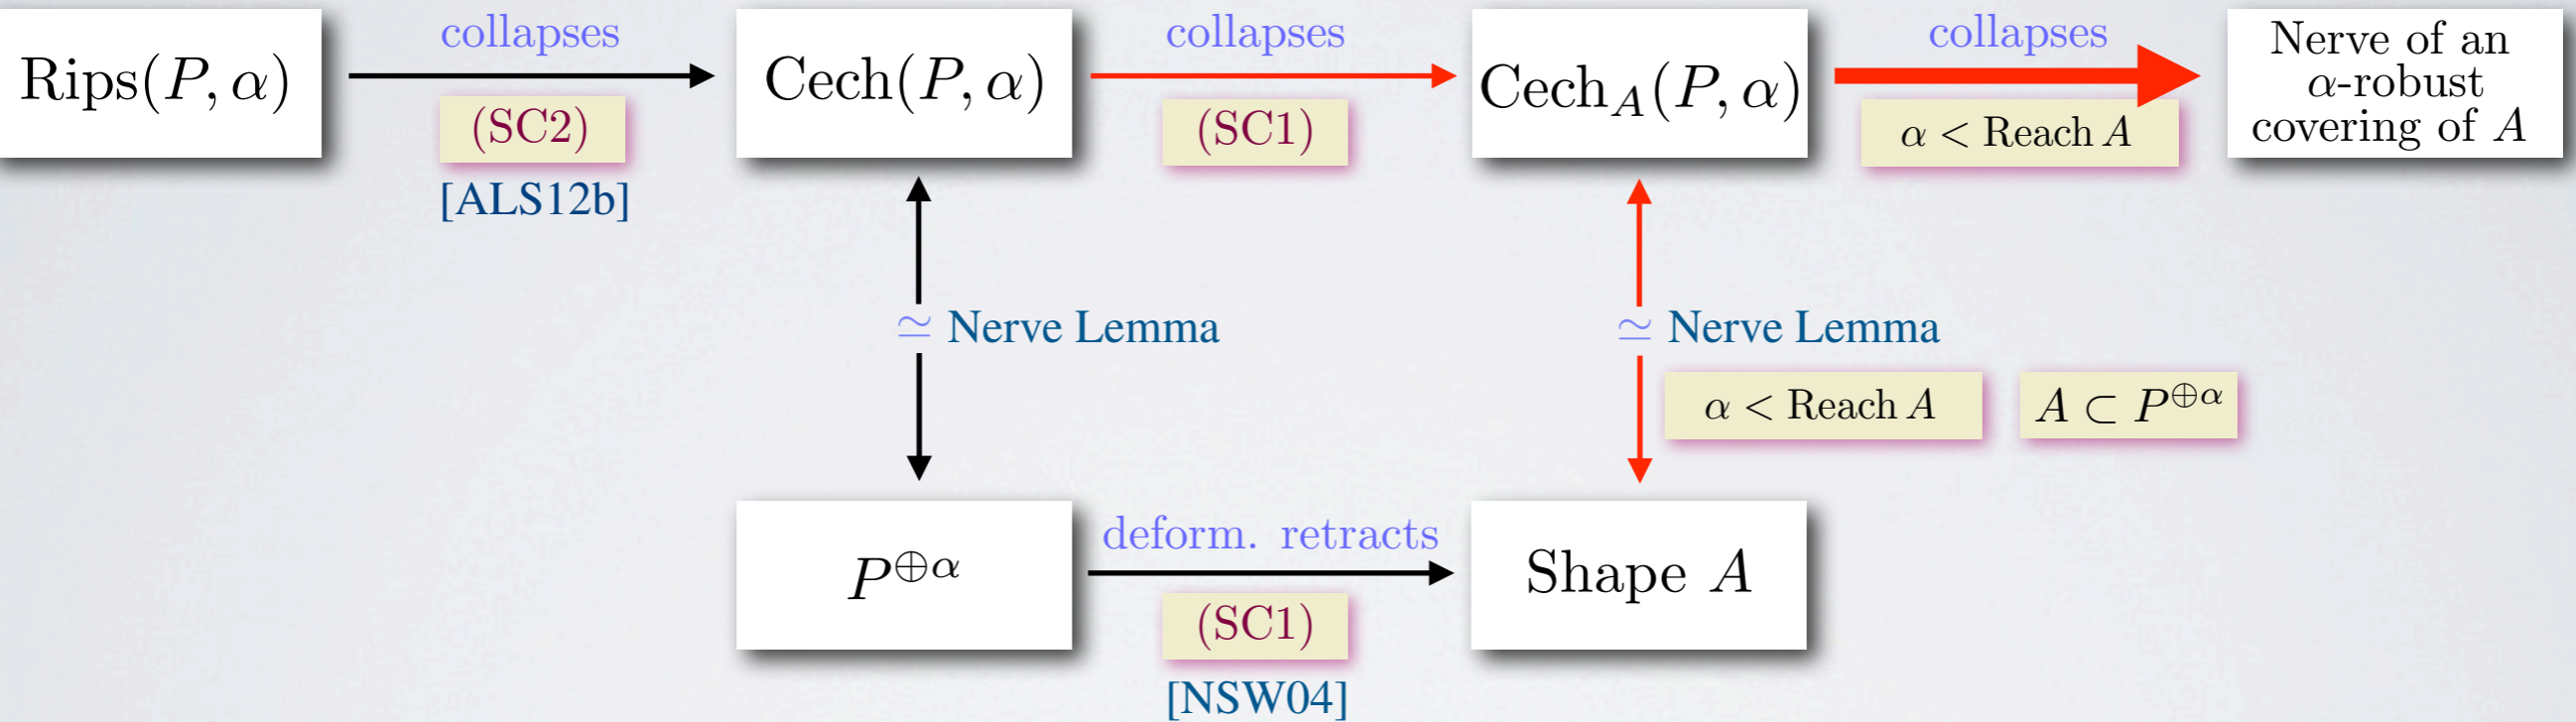 collapses
collapses
collapses
Rips(P, α)
Cech(P, α)
Cech_A(P, α)
Nerve of an
α-robust
covering of A
(SC2)
(SC1)
α < Reach A
[ALS12b]
≃ Nerve Lemma
≃ Nerve Lemma
α < Reach A
A ⊂ P^{⊕α}
P^{⊕α}
deform. retracts
Shape A
(SC1)
[NSW04]